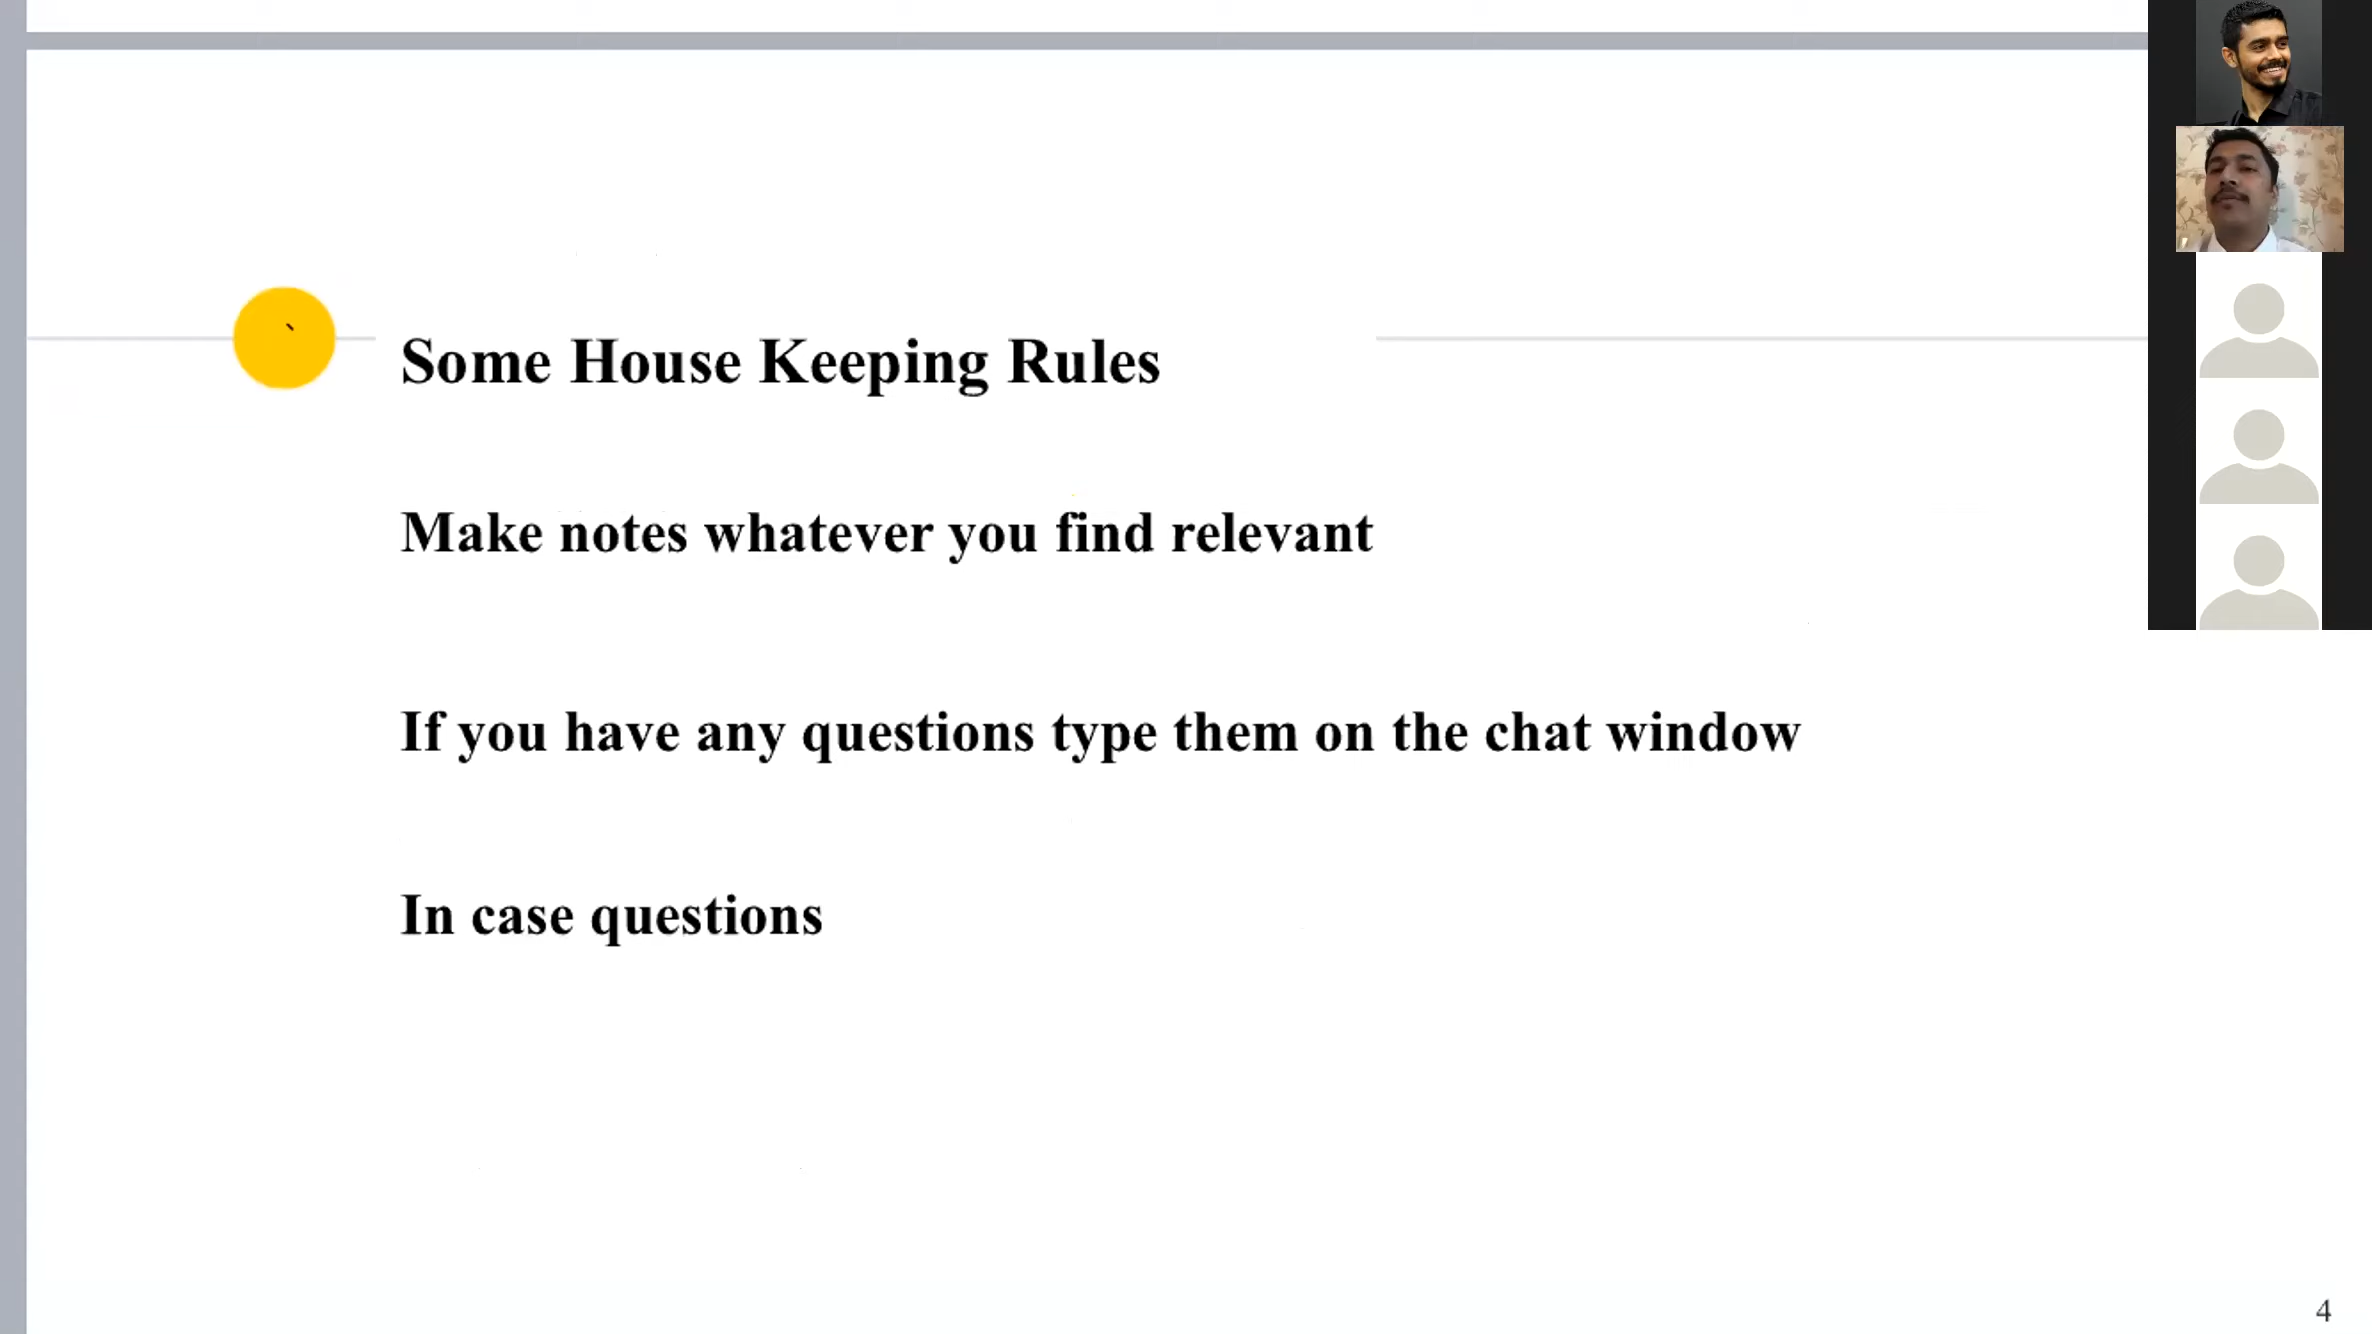 Some House Keeping Rules
Make notes whatever you find relevant
If you have any questions type them on the chat window
In case questions
4